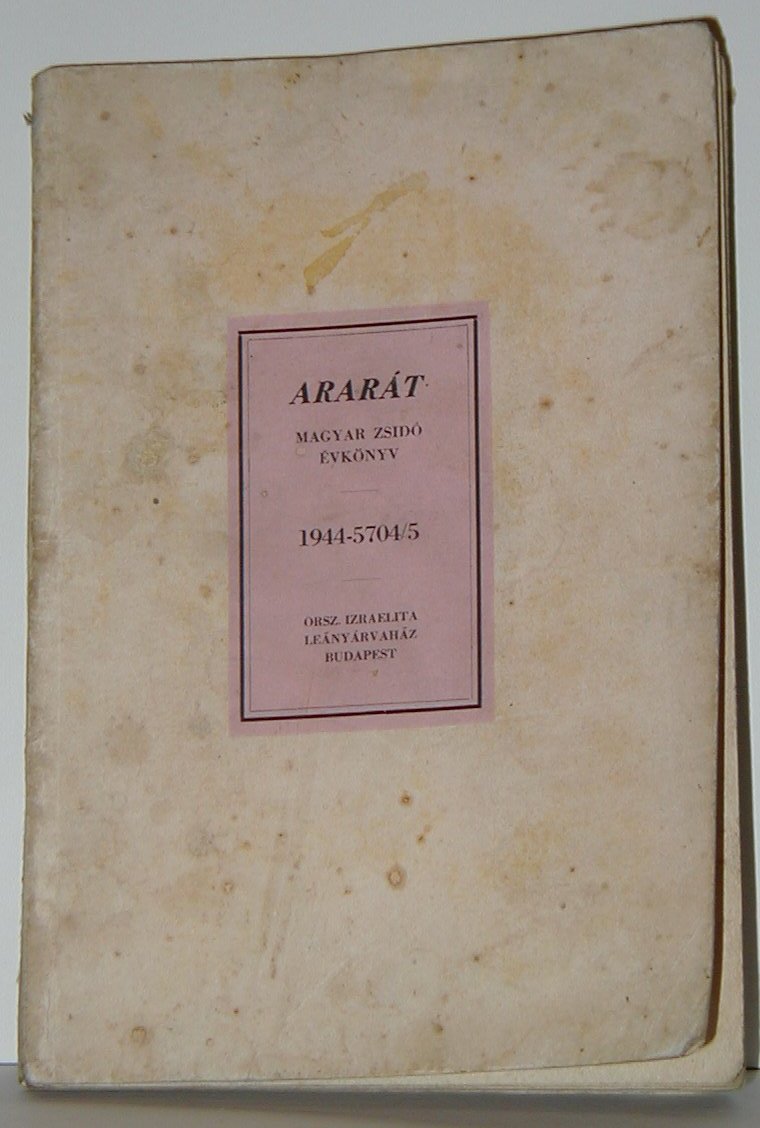 ARARÁT
MAGYAR ZSIDÓ
ÉVKÖNYV
1944-5704/5
ORSZ. IZRAELITA
LEÁNYÁRVAHÁZ
BUDAPEST